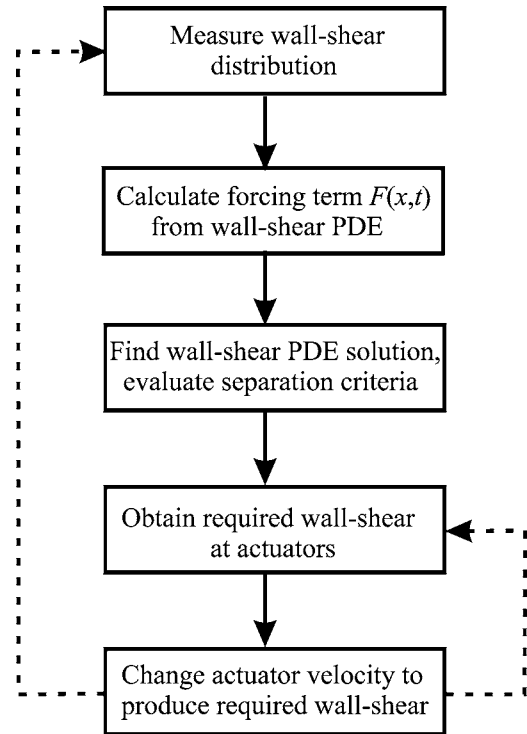 Measure wall-shear
distribution
Calculate forcing term F(x,t)
from wall-shear PDE
Find wall-shear PDE solution,
evaluate separation criteria
Obtain required wall-shear
at actuators
Change actuator velocity to
produce required wall-shear